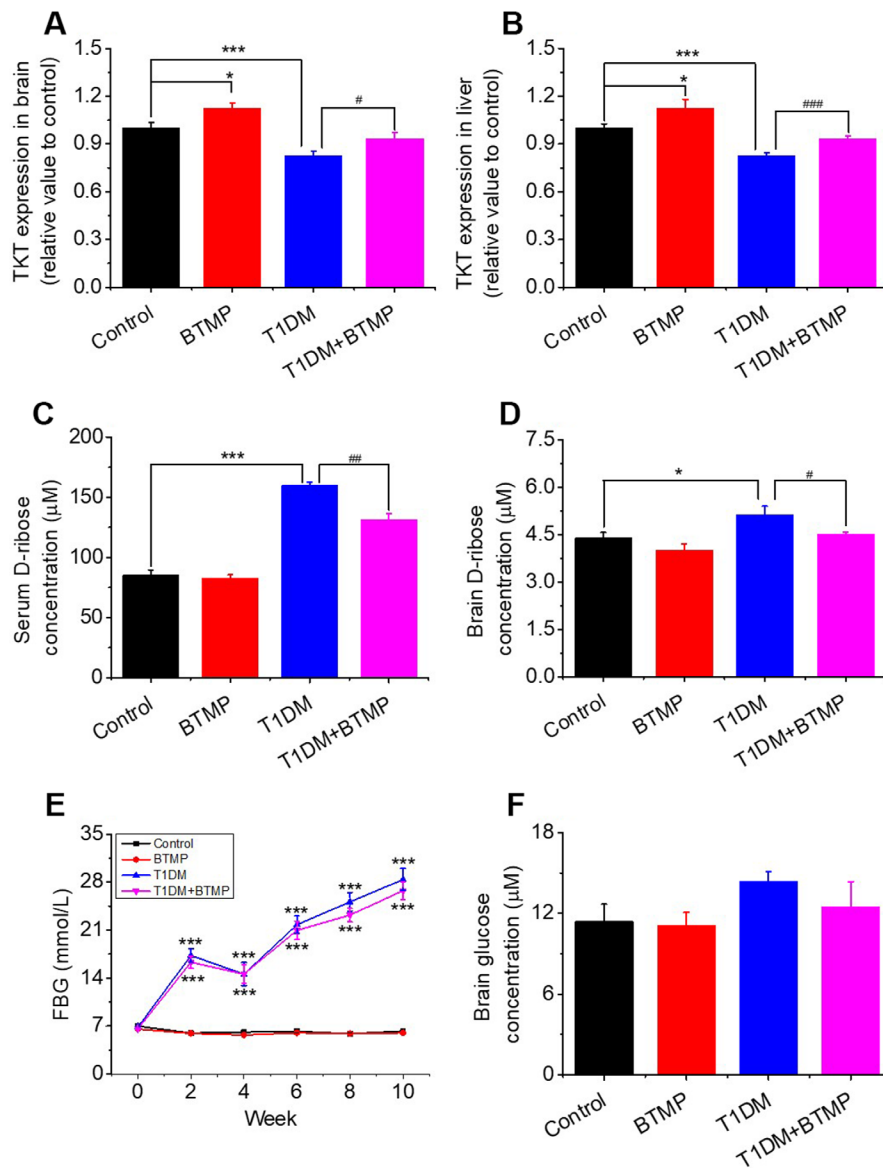 A
TKT expression in brain
(relative value to control)
1.5
1.2
0.9
0.6
0.3
0.0
***
*
#
Control
BTMP
T1DM
T1DM+BTMP
B
TKT expression in liver
(relative value to control)
1.5
1.2
0.9
0.6
0.3
0.0
***
*
###
Control
BTMP
T1DM
T1DM+BTMP
C
Serum D-ribose
concentration (μM)
200
150
100
50
0
***
##
Control
BTMP
T1DM
T1DM+BTMP
D
Brain D-ribose
concentration (μM)
7.5
6.0
4.5
3.0
1.5
0.0
*
#
Control
BTMP
T1DM
T1DM+BTMP
E
FBG (mmol/L)
35
28
21
14
7
0
Control
BTMP
T1DM
T1DM+BTMP
***
***
***
***
***
***
***
***
***
***
0 2 4 6 8 10
Week
F
Brain glucose
concentration (μM)
18
12
6
0
Control
BTMP
T1DM
T1DM+BTMP